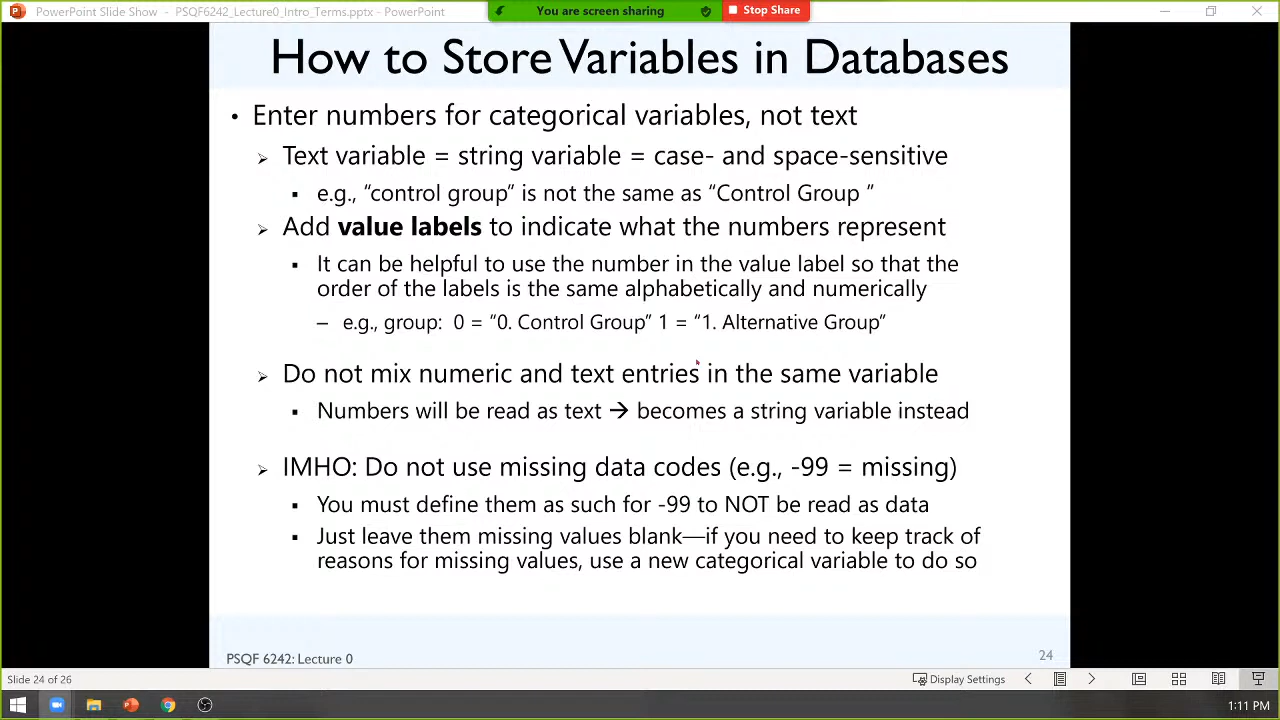 PowerPoint Slide Show - PSQF6242_Lecture0_Intro_Terms.pptx - PowerPoint
You are screen sharing
Stop Share
How to Store Variables in Databases
• Enter numbers for categorical variables, not text
➢ Text variable = string variable = case- and space-sensitive
▪ e.g., “control group” is not the same as “Control Group ”
➢ Add value labels to indicate what the numbers represent
▪ It can be helpful to use the number in the value label so that the
order of the labels is the same alphabetically and numerically
– e.g., group: 0 = “0. Control Group” 1 = “1. Alternative Group”
➢ Do not mix numeric and text entries in the same variable
▪ Numbers will be read as text → becomes a string variable instead
➢ IMHO: Do not use missing data codes (e.g., -99 = missing)
▪ You must define them as such for -99 to NOT be read as data
▪ Just leave them missing values blank—if you need to keep track of
reasons for missing values, use a new categorical variable to do so
PSQF 6242: Lecture 0
24
Slide 24 of 26
Display Settings
1:11 PM